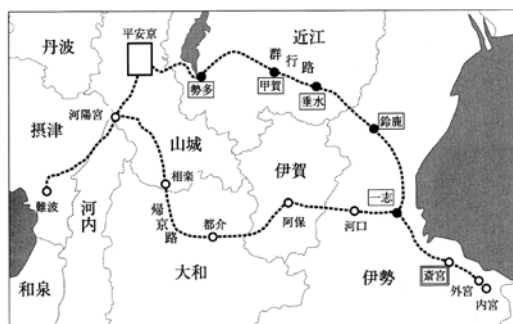 丹波
平安京
近江
群行路
勢多
甲賀
垂水
鈴鹿
河陽宮
摂津
山城
伊賀
一志
相楽
難波
河内
帰京路
都介
阿保
河口
大和
伊勢
斎宮
外宮
内宮
和泉